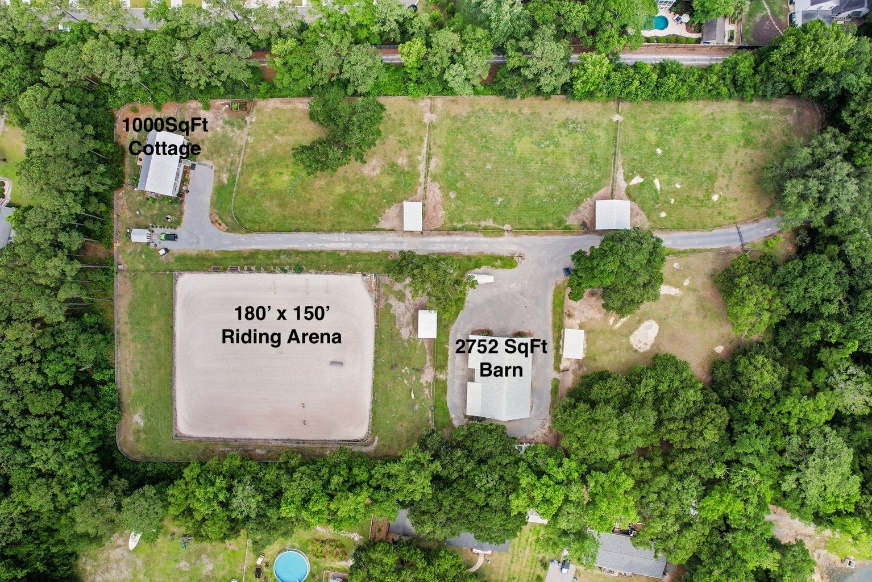 1000SqFt
Cottage
180’ x 150’
Riding Arena
2752 SqFt
Barn